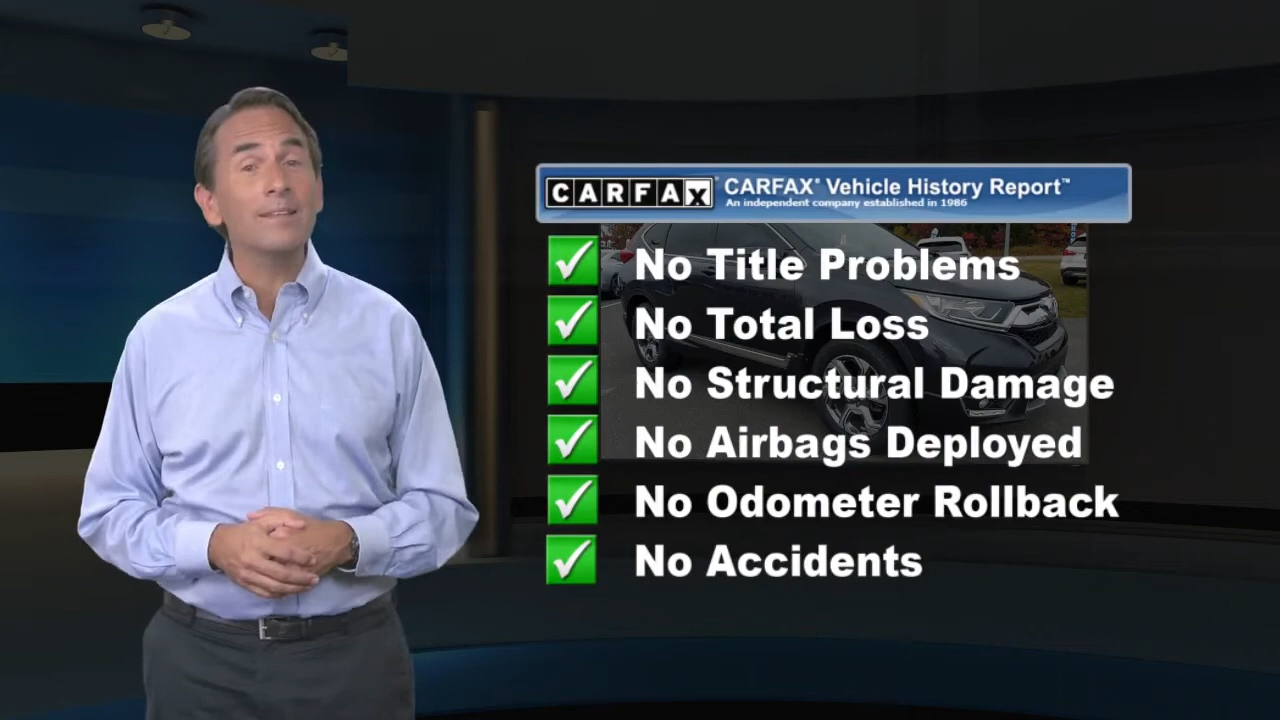 CARFAX® CARFAX® Vehicle History Report™
An independent company established in 1986
No Title Problems
No Total Loss
No Structural Damage
No Airbags Deployed
No Odometer Rollback
No Accidents